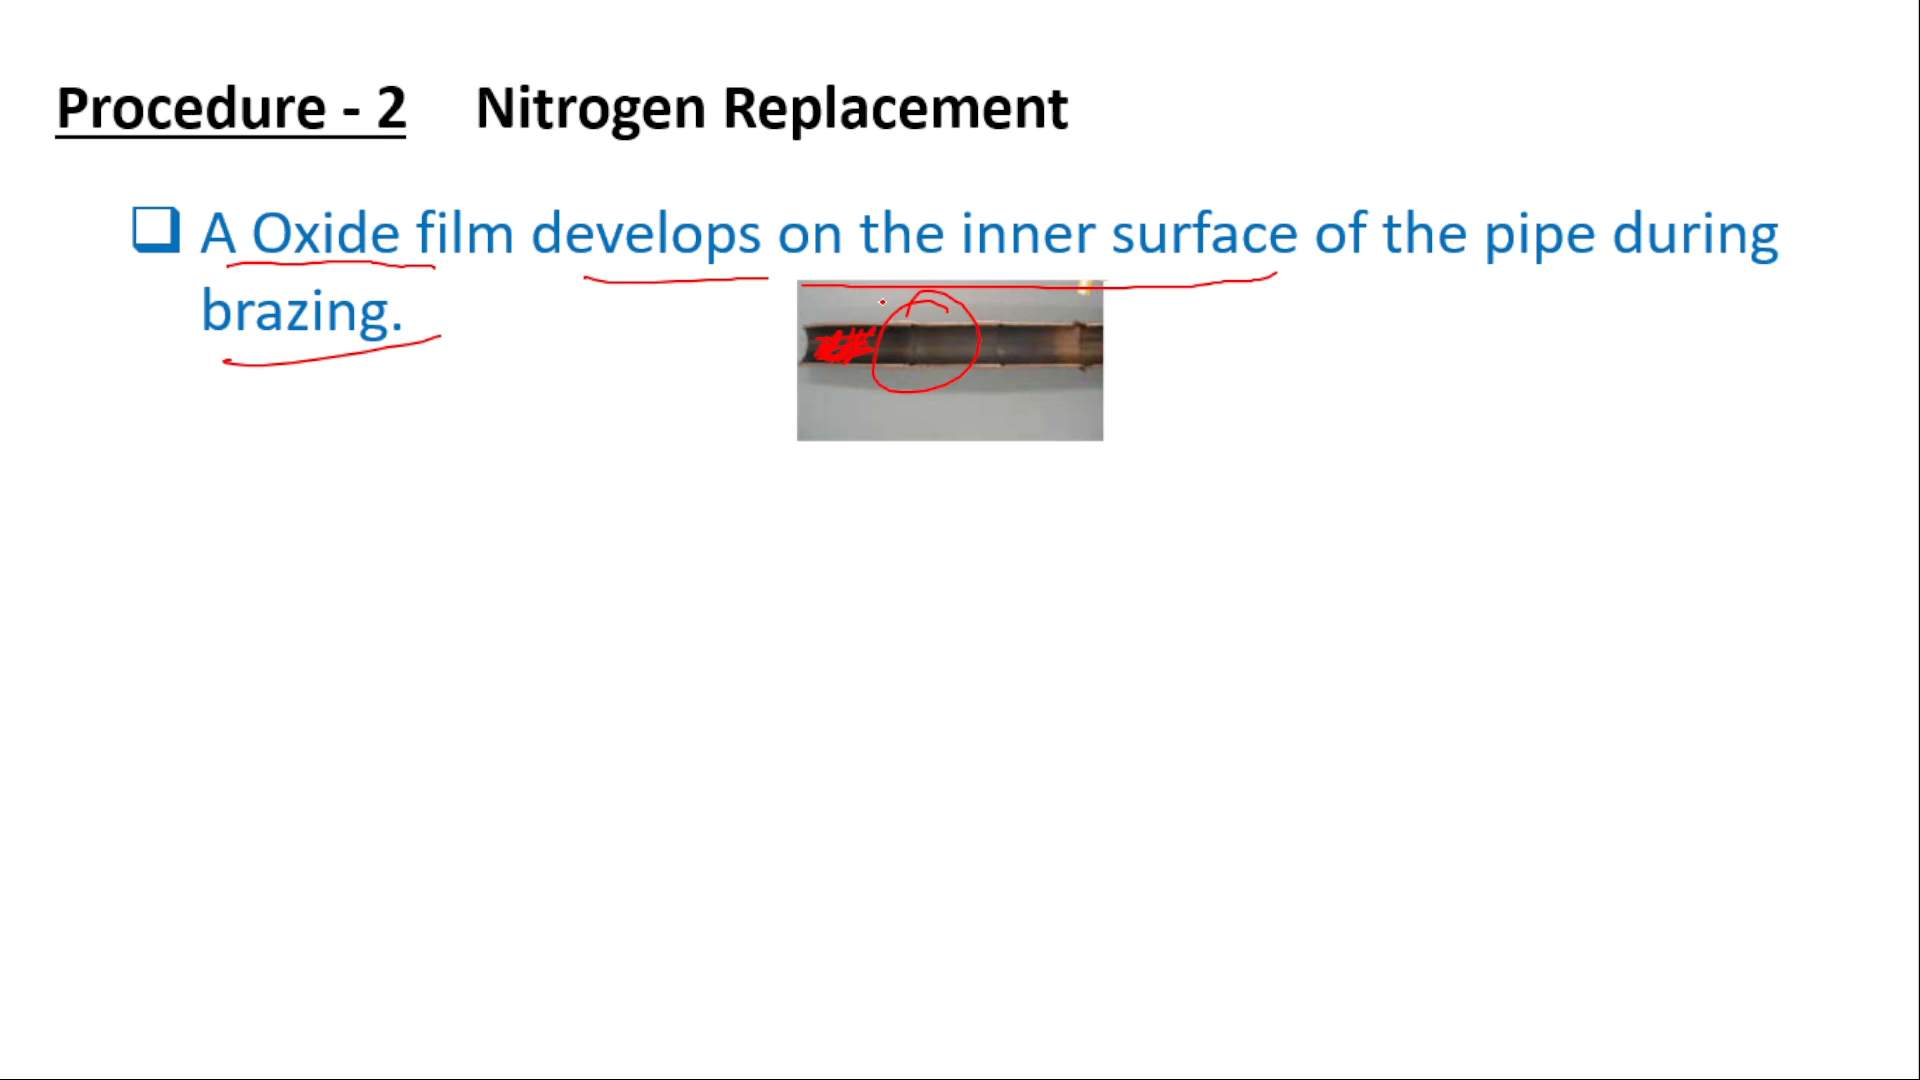 Procedure - 2 Nitrogen Replacement
A Oxide film develops on the inner surface of the pipe during
brazing.